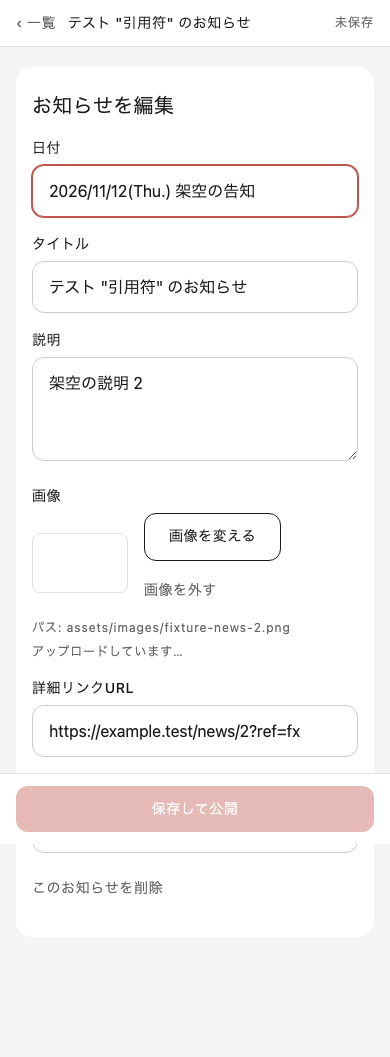 ‹ 一覧 テスト "引用符" のお知らせ 未保存
お知らせを編集
日付
2026/11/12(Thu.) 架空の告知
タイトル
テスト "引用符" のお知らせ
説明
架空の説明 2
画像
画像を変える
画像を外す
パス: assets/images/fixture-news-2.png
アップロードしています…
詳細リンクURL
https://example.test/news/2?ref=fx
保存して公開
このお知らせを削除